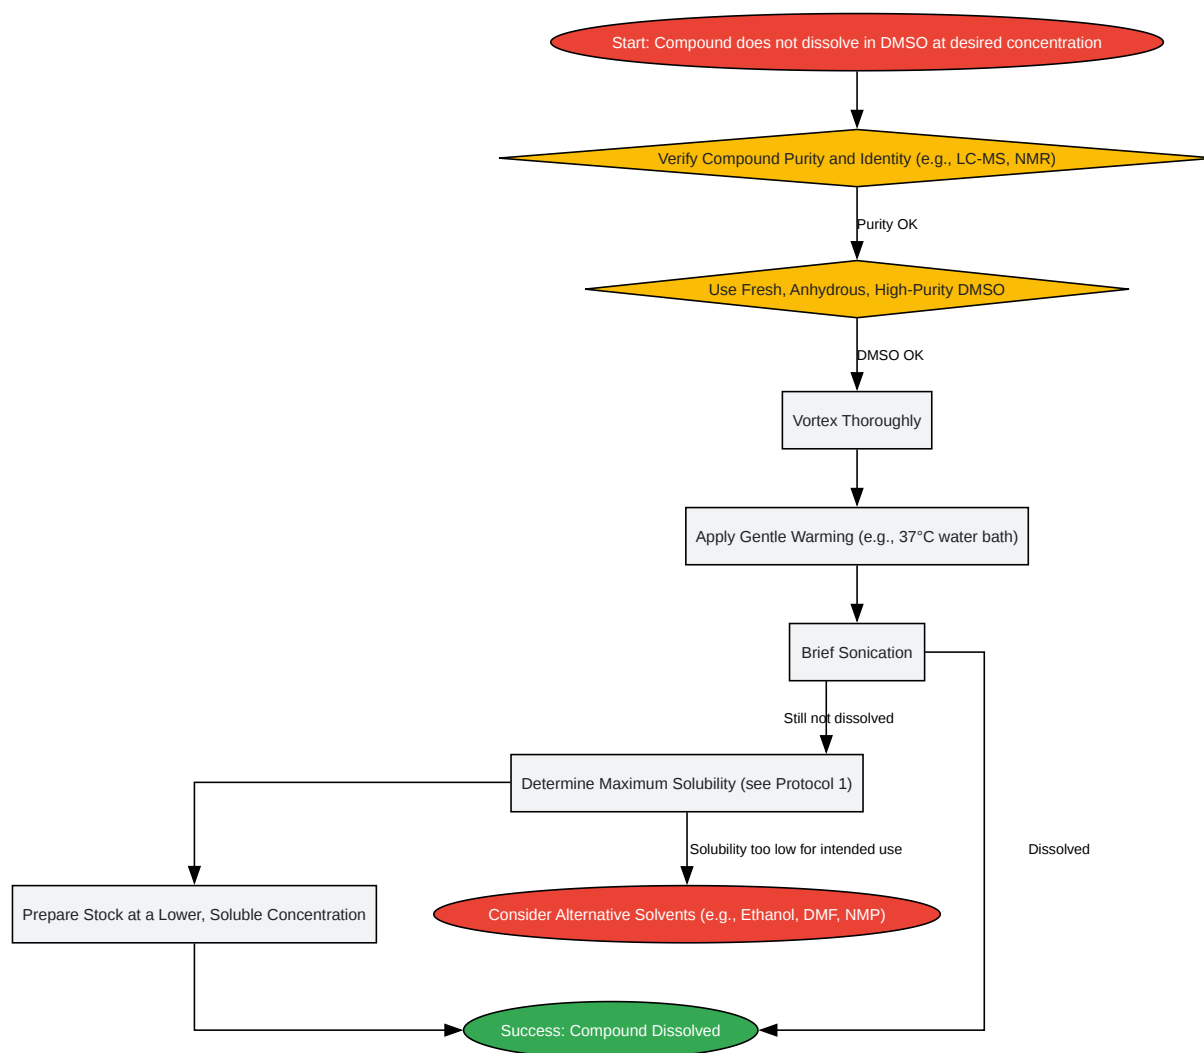 Start: Compound does not dissolve in DMSO at desired concentration
Verify Compound Purity and Identity (e.g., LC-MS, NMR)
Purity OK
Use Fresh, Anhydrous, High-Purity DMSO
DMSO OK
Vortex Thoroughly
Apply Gentle Warming (e.g., 37°C water bath)
Brief Sonication
Still not dissolved
Determine Maximum Solubility (see Protocol 1)
Solubility too low for intended use
Dissolved
Prepare Stock at a Lower, Soluble Concentration
Consider Alternative Solvents (e.g., Ethanol, DMF, NMP)
Success: Compound Dissolved